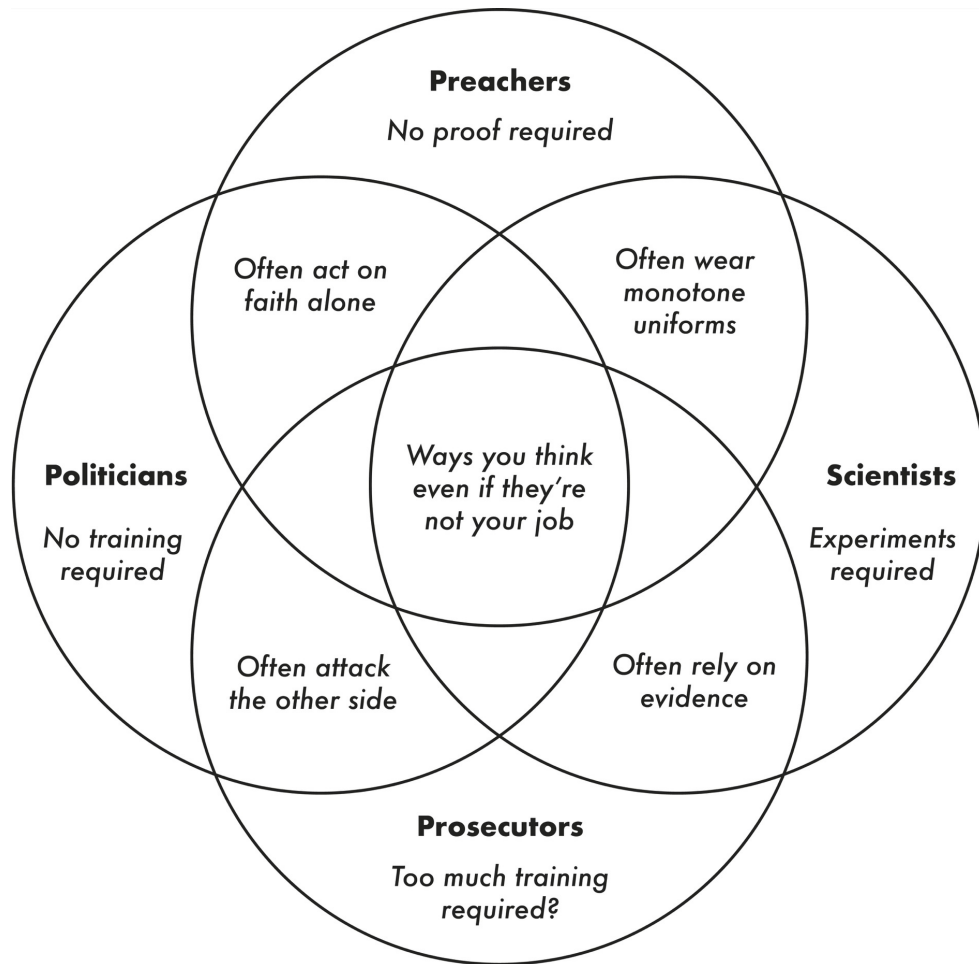 Preachers
No proof required
Often act on
faith alone
Often wear
monotone
uniforms
Politicians
No training
required
Ways you think
even if they're
not your job
Scientists
Experiments
required
Often attack
the other side
Often rely on
evidence
Prosecutors
Too much training
required?